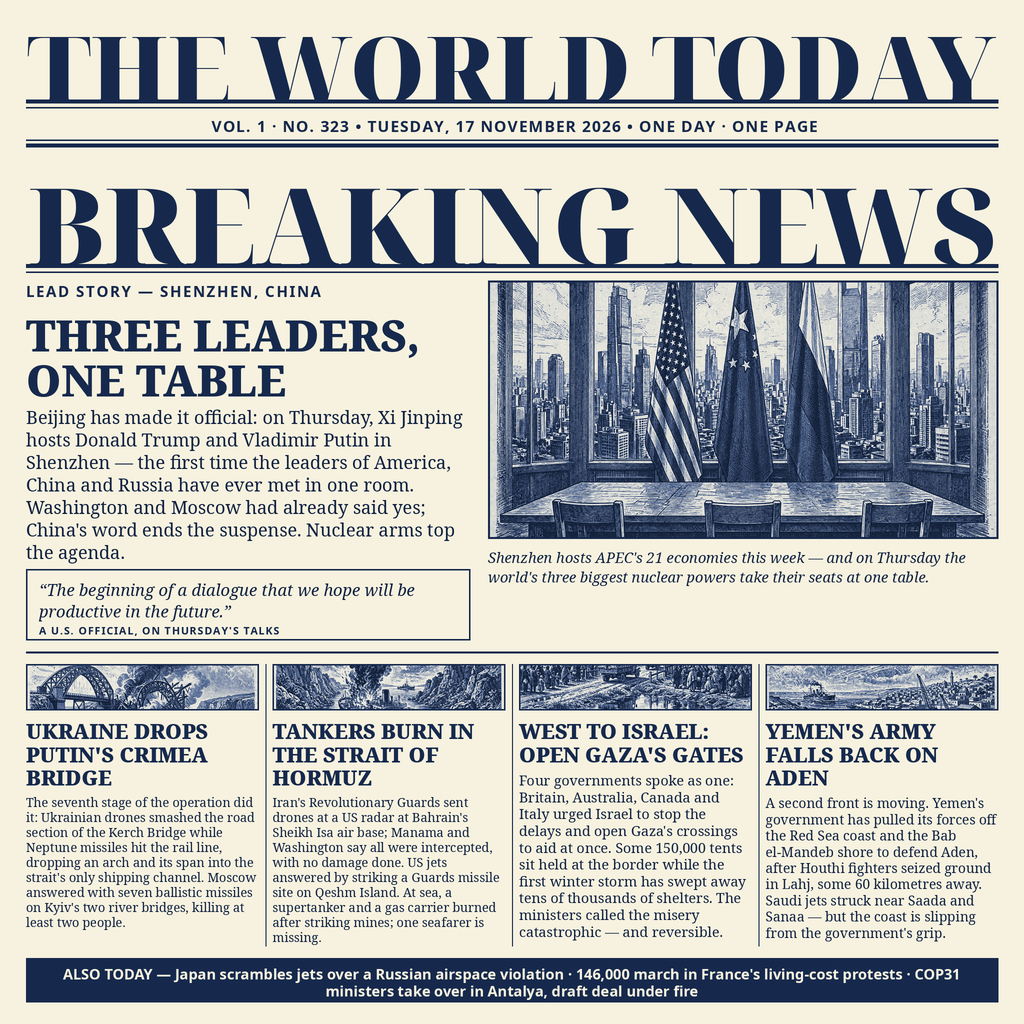 THE WORLD TODAY
VOL. 1 · NO. 323 • TUESDAY, 17 NOVEMBER 2026 • ONE DAY · ONE PAGE
BREAKING NEWS
LEAD STORY — SHENZHEN, CHINA
THREE LEADERS,
ONE TABLE
Beijing has made it official: on Thursday, Xi Jinping
hosts Donald Trump and Vladimir Putin in
Shenzhen — the first time the leaders of America,
China and Russia have ever met in one room.
Washington and Moscow had already said yes;
China's word ends the suspense. Nuclear arms top
the agenda.
“The beginning of a dialogue that we hope will be
productive in the future.”
A U.S. OFFICIAL, ON THURSDAY'S TALKS
Shenzhen hosts APEC's 21 economies this week — and on Thursday the
world's three biggest nuclear powers take their seats at one table.
UKRAINE DROPS
PUTIN'S CRIMEA
BRIDGE
The seventh stage of the operation did
it: Ukrainian drones smashed the road
section of the Kerch Bridge while
Neptune missiles hit the rail line,
dropping an arch and its span into the
strait's only shipping channel. Moscow
answered with seven ballistic missiles
on Kyiv's two river bridges, killing at
least two people.
TANKERS BURN IN
THE STRAIT OF
HORMUZ
Iran's Revolutionary Guards sent
drones at a US radar at Bahrain's
Sheikh Isa air base; Manama and
Washington say all were intercepted,
with no damage done. US jets
answered by striking a Guards missile
site on Qeshm Island. At sea, a
supertanker and a gas carrier burned
after striking mines; one seafarer is
missing.
WEST TO ISRAEL:
OPEN GAZA'S GATES
Four governments spoke as one:
Britain, Australia, Canada and
Italy urged Israel to stop the
delays and open Gaza's crossings
to aid at once. Some 150,000 tents
sit held at the border while the
first winter storm has swept away
tens of thousands of shelters. The
ministers called the misery
catastrophic — and reversible.
YEMEN'S ARMY
FALLS BACK ON
ADEN
A second front is moving. Yemen's
government has pulled its forces off
the Red Sea coast and the Bab
el-Mandeb shore to defend Aden,
after Houthi fighters seized ground
in Lahj, some 60 kilometres away.
Saudi jets struck near Saada and
Sanaa — but the coast is slipping
from the government's grip.
ALSO TODAY — Japan scrambles jets over a Russian airspace violation · 146,000 march in France's living-cost protests · COP31
ministers take over in Antalya, draft deal under fire